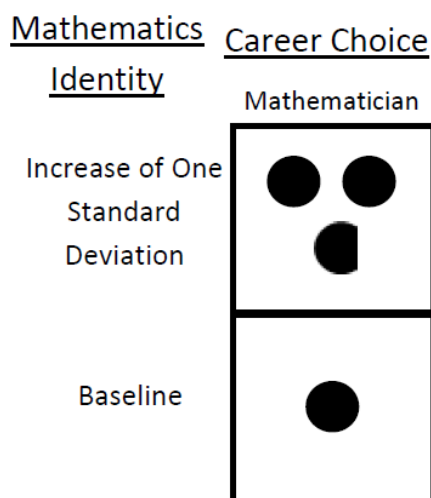 Mathematics
Identity
Career Choice
Mathematician
Increase of One
Standard
Deviation
Baseline